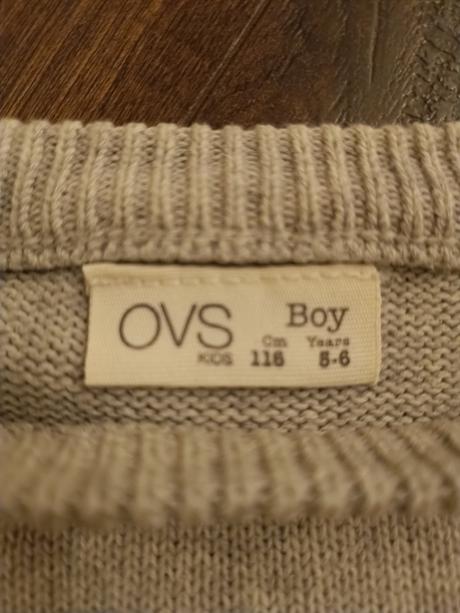 OVS Boy
KIDS Cm Years
116 5-6